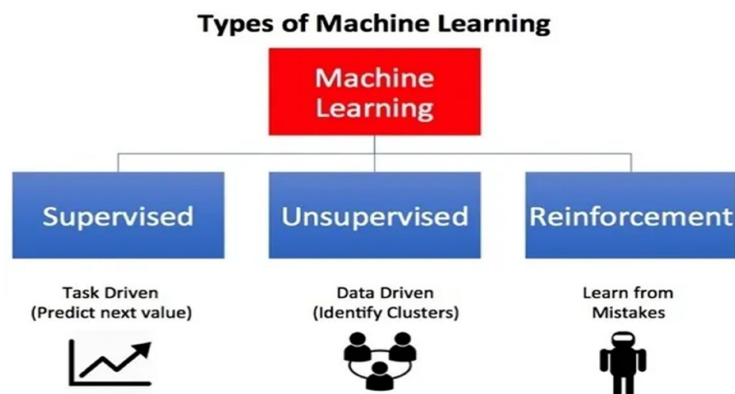 Types of Machine Learning
Machine
Learning
Supervised
Unsupervised
Reinforcement
Task Driven
(Predict next value)
Data Driven
(Identify Clusters)
Learn from
Mistakes